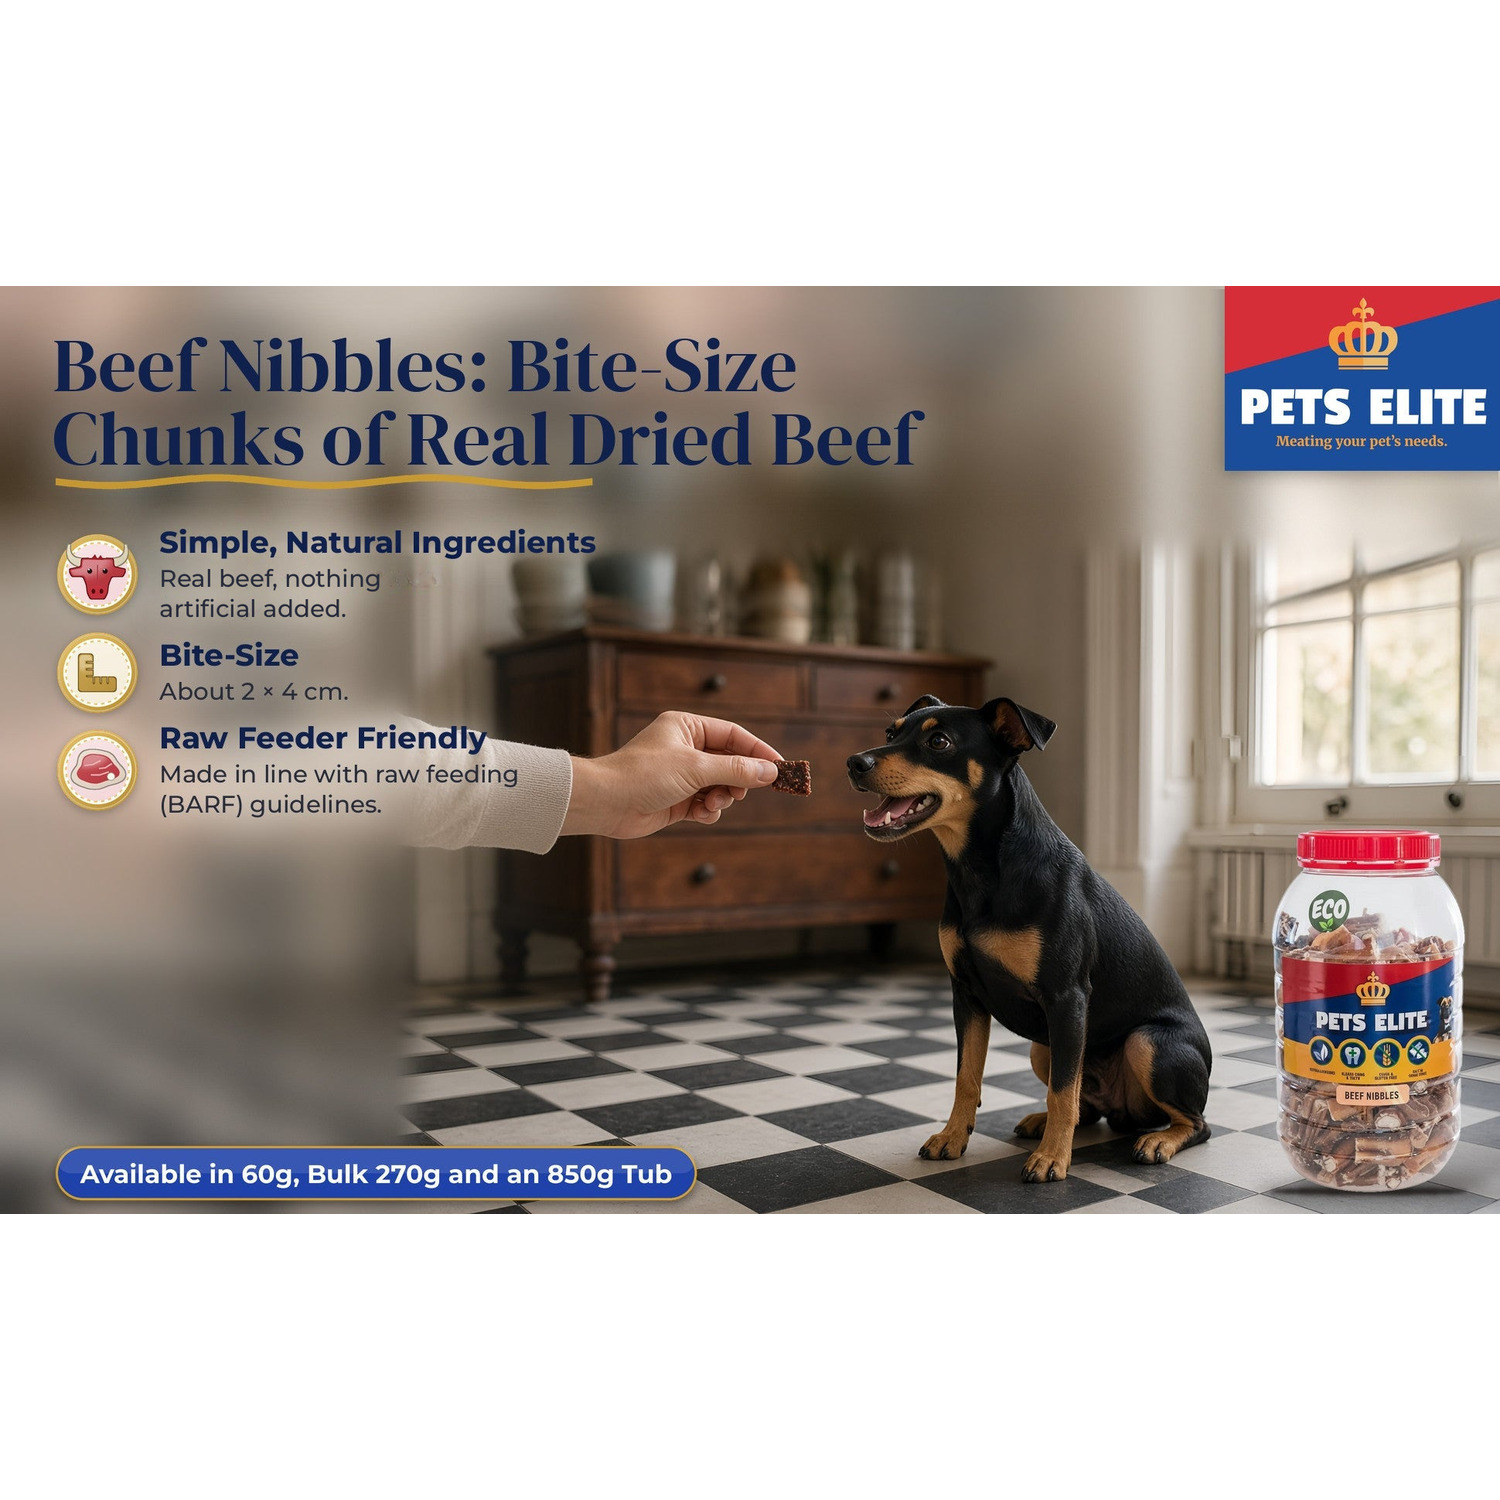 Beef Nibbles: Bite-Size
Chunks of Real Dried Beef
PETS ELITE
Meating your pet's needs.
Simple, Natural Ingredients
Real beef, nothing
artificial added.
Bite-Size
About 2 × 4 cm.
Raw Feeder Friendly
Made in line with raw feeding
(BARF) guidelines.
ECO
PETS ELITE
BEEF NIBBLES
Available in 60g, Bulk 270g and an 850g Tub